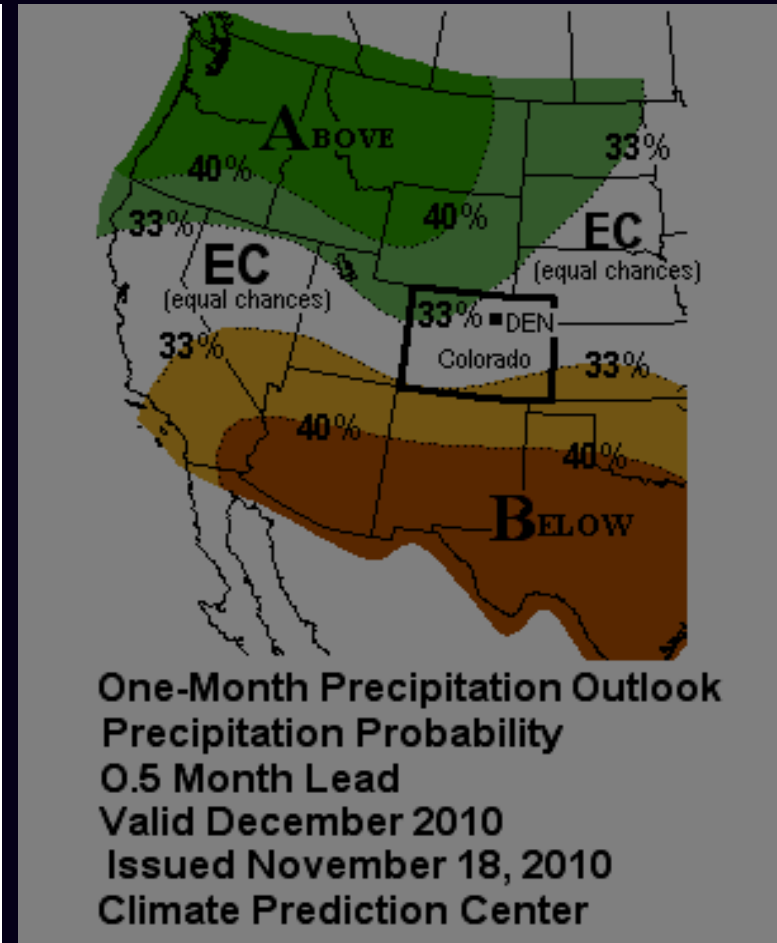 ABOVE
33%
40%
40%
33%
EC
(equal chances)
EC
(equal chances)
33%
DEN
33%
Colorado
33%
40%
40%
BELOW
One-Month Precipitation Outlook
Precipitation Probability
0.5 Month Lead
Valid December 2010
Issued November 18, 2010
Climate Prediction Center